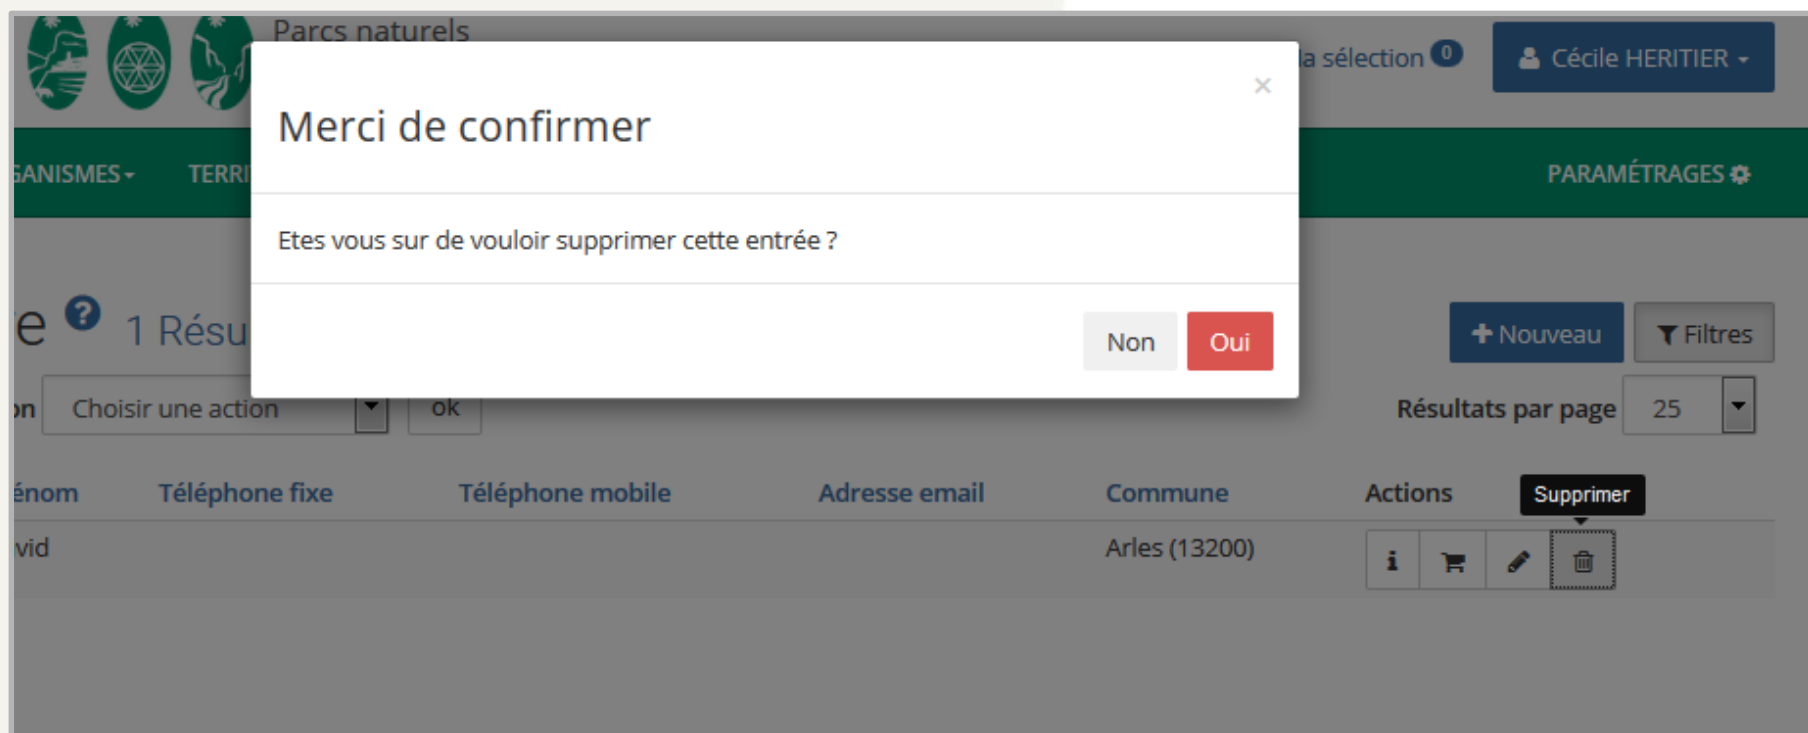 Parcs naturels
la sélection 0
Cécile HERITIER
×
Merci de confirmer
GANISMES
TERRI
PARAMÉTRAGES
Etes vous sur de vouloir supprimer cette entrée ?
e ? 1 Résu
Non
Oui
+ Nouveau
Filtres
on
Choisir une action
ok
Résultats par page
25
énom
Téléphone fixe
Téléphone mobile
Adresse email
Commune
Actions
Supprimer
vid
Arles (13200)
i